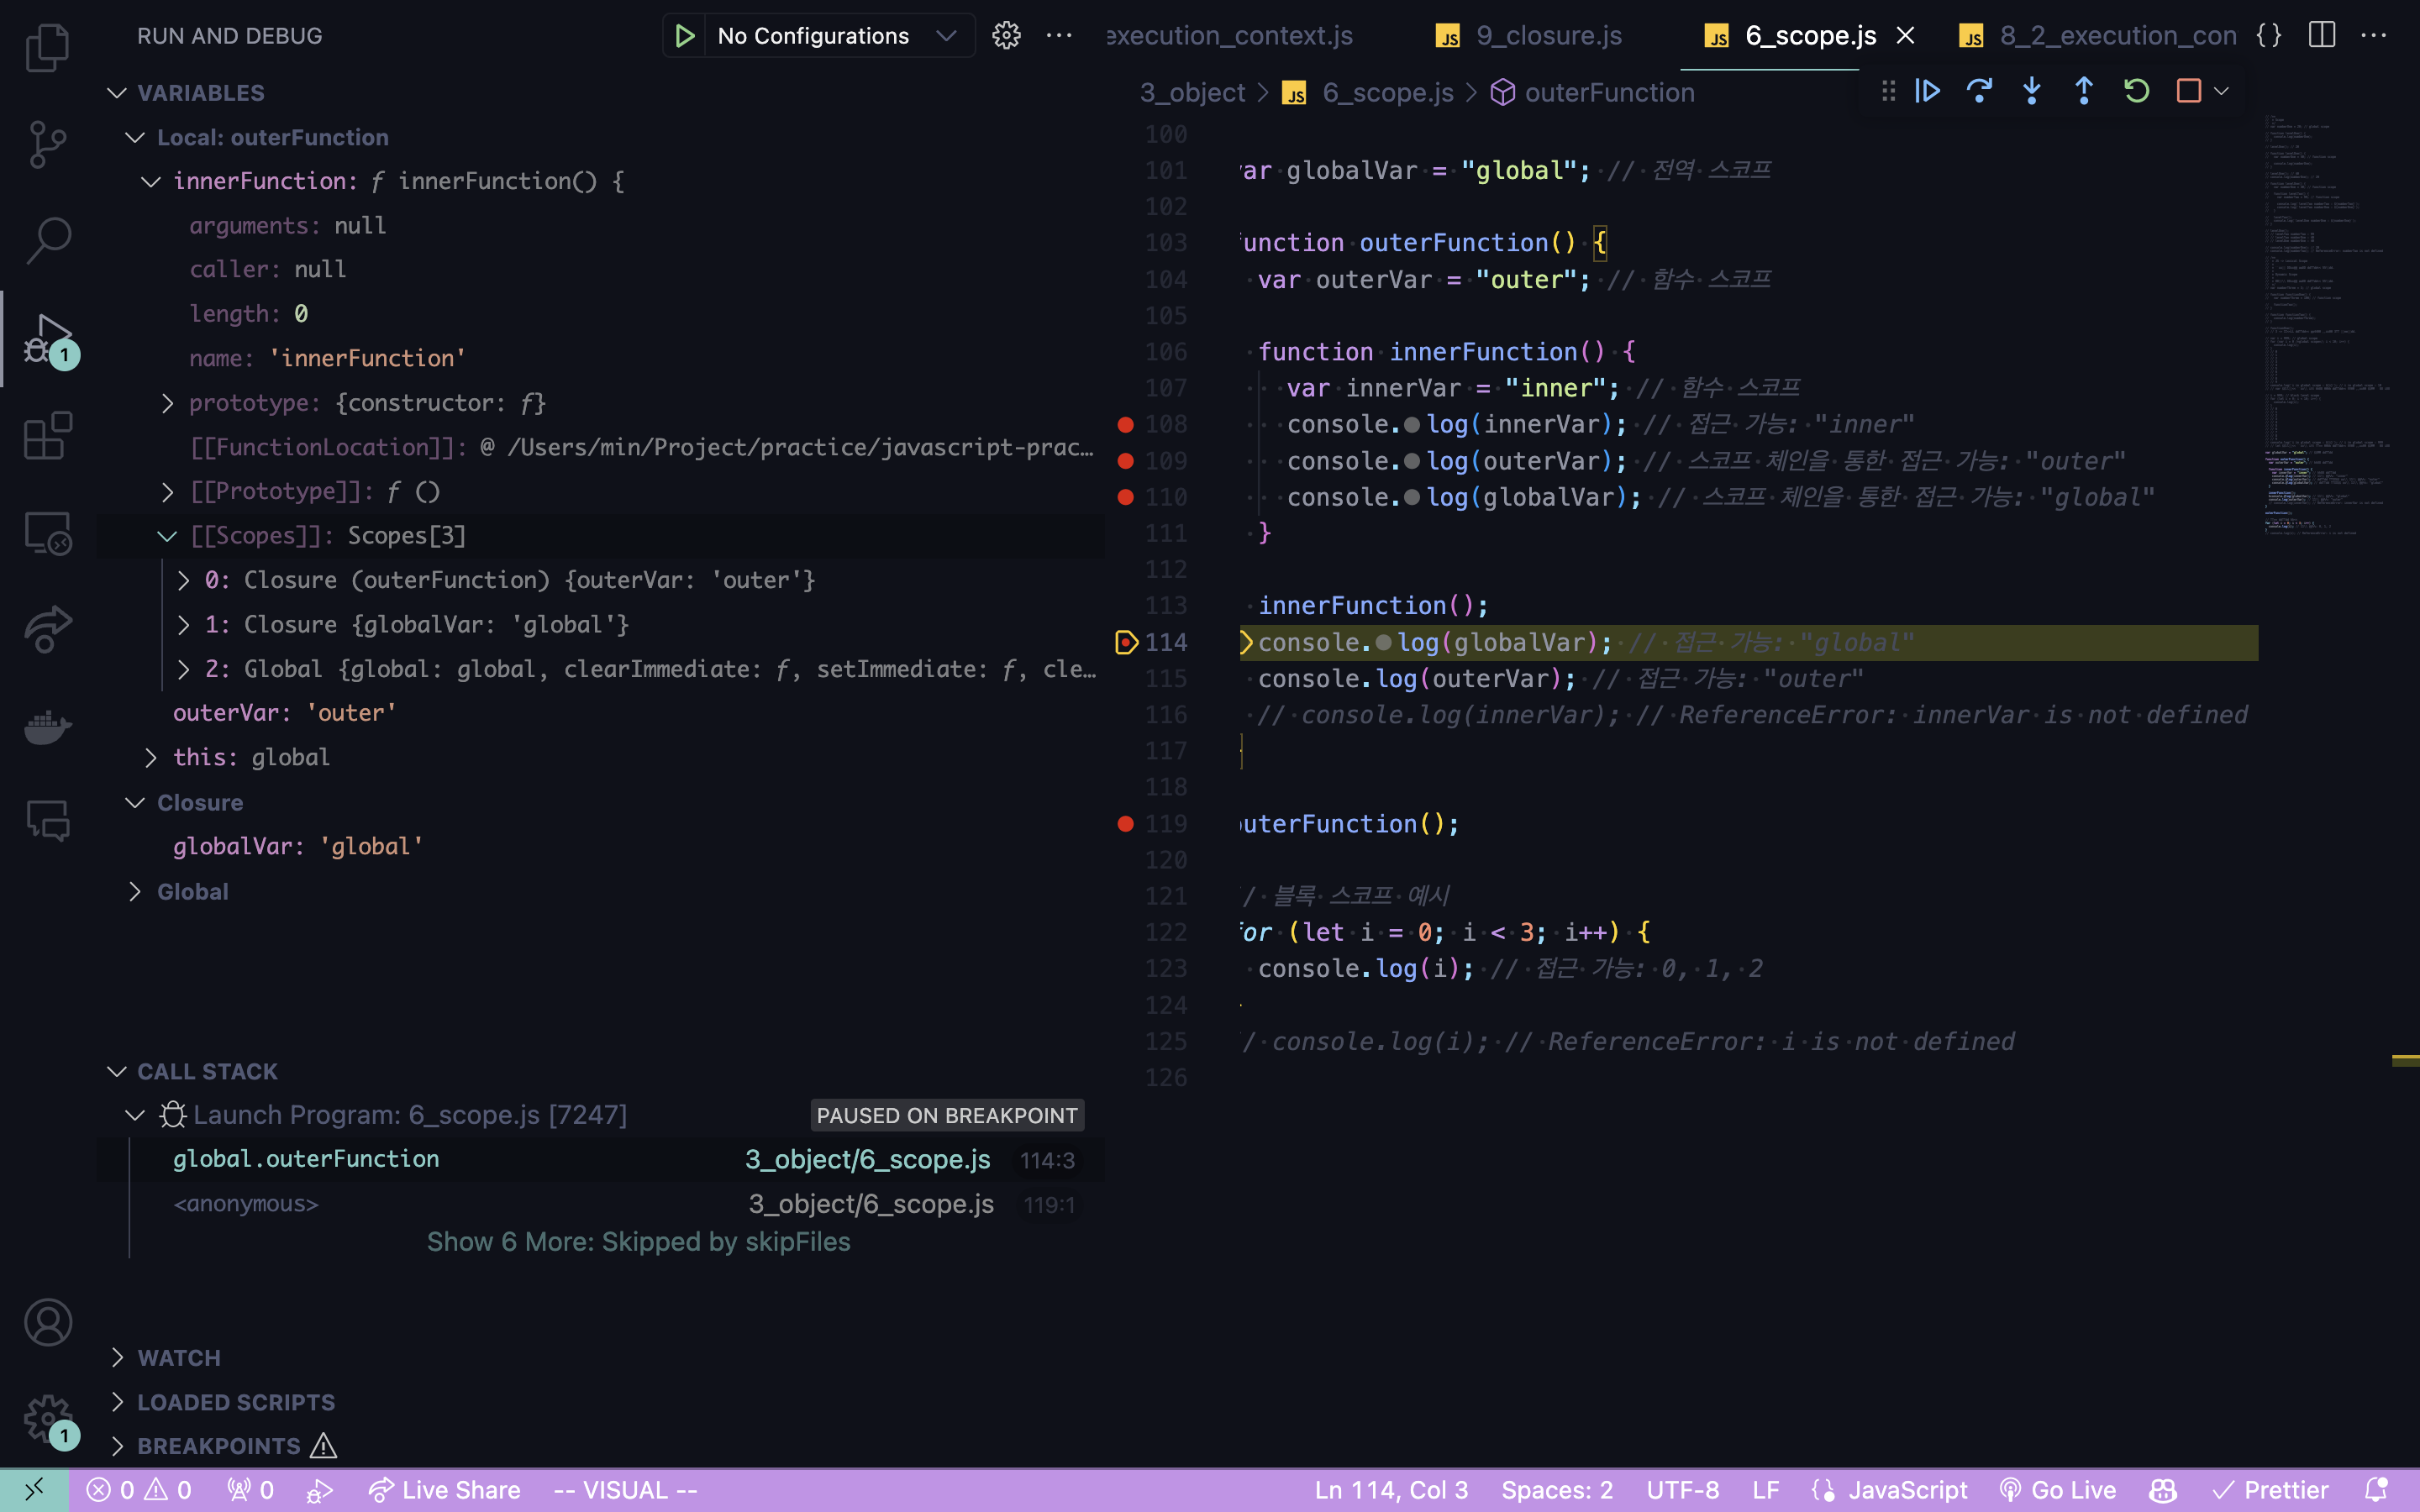 RUN AND DEBUG
No Configurations
execution_context.js
9_closure.js
6_scope.js
8_2_execution_con
VARIABLES
Local: outerFunction
innerFunction: ƒ innerFunction() {
arguments: null
caller: null
length: 0
name: 'innerFunction'
prototype: {constructor: ƒ}
[[FunctionLocation]]: @ /Users/min/Project/practice/javascript-prac…
[[Prototype]]: ƒ ()
[[Scopes]]: Scopes[3]
0: Closure (outerFunction) {outerVar: 'outer'}
1: Closure {globalVar: 'global'}
2: Global {global: global, clearImmediate: ƒ, setImmediate: ƒ, cle…
outerVar: 'outer'
this: global
Closure
globalVar: 'global'
Global
CALL STACK
Launch Program: 6_scope.js [7247] PAUSED ON BREAKPOINT
global.outerFunction 3_object/6_scope.js 114:3
<anonymous> 3_object/6_scope.js 119:1
Show 6 More: Skipped by skipFiles
WATCH
LOADED SCRIPTS
BREAKPOINTS
1
1
3_object > JS 6_scope.js > outerFunction
100
101 var globalVar = "global"; // 전역 스코프
102
103 function outerFunction() {
104 var outerVar = "outer"; // 함수 스코프
105
106 function innerFunction() {
107 var innerVar = "inner"; // 함수 스코프
108 console.log(innerVar); // 접근 가능: "inner"
109 console.log(outerVar); // 스코프 체인을 통한 접근 가능: "outer"
110 console.log(globalVar); // 스코프 체인을 통한 접근 가능: "global"
111 }
112
113 innerFunction();
114 console.log(globalVar); // 접근 가능: "global"
115 console.log(outerVar); // 접근 가능: "outer"
116 // console.log(innerVar); // ReferenceError: innerVar is not defined
117 }
118
119 outerFunction();
120
121 // 블록 스코프 예시
122 for (let i = 0; i < 3; i++) {
123 console.log(i); // 접근 가능: 0, 1, 2
124 }
125 // console.log(i); // ReferenceError: i is not defined
126
0 0 0 Live Share -- VISUAL -- Ln 114, Col 3 Spaces: 2 UTF-8 LF JavaScript Go Live Prettier